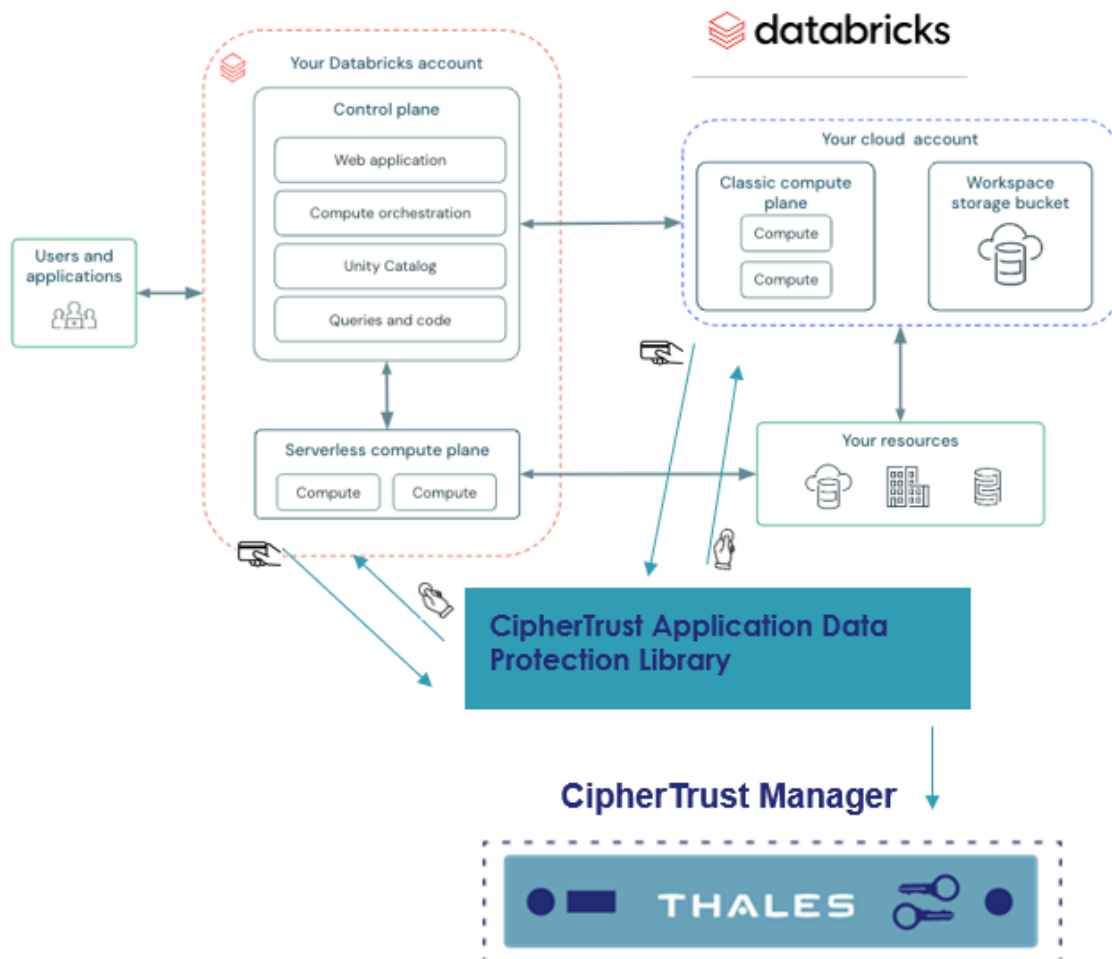 databricks
Your Databricks account
Control plane
Web application
Compute orchestration
Unity Catalog
Queries and code
Users and
applications
Serverless compute plane
Compute
Compute
Your cloud account
Classic compute
plane
Compute
Compute
Workspace
storage bucket
Your resources
CipherTrust Application Data
Protection Library
CipherTrust Manager
THALES